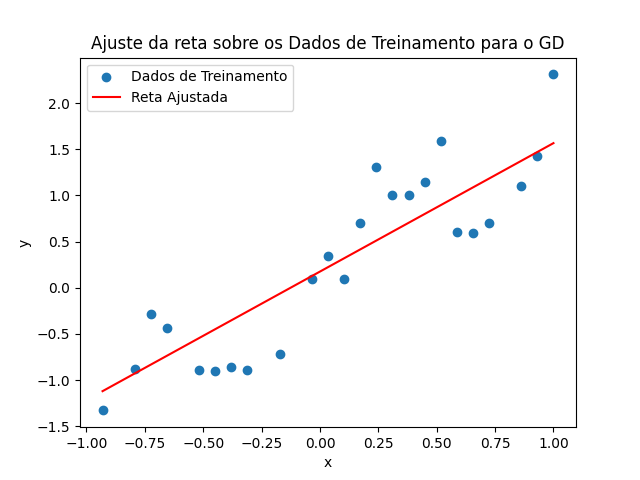 Ajuste da reta sobre os Dados de Treinamento para o GD
Dados de Treinamento
Reta Ajustada
y
2.0
1.5
1.0
0.5
0.0
−0.5
−1.0
−1.5
−1.00 −0.75 −0.50 −0.25 0.00 0.25 0.50 0.75 1.00
x